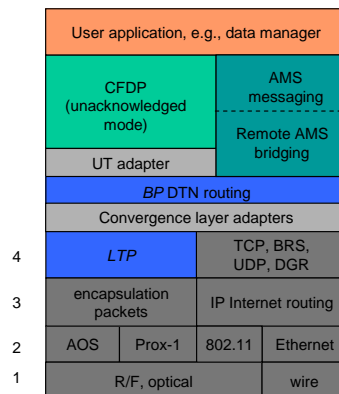 User application, e.g., data manager
CFDP
(unacknowledged
mode)
AMS
messaging
Remote AMS
bridging
UT adapter
BP DTN routing
Convergence layer adapters
4
LTP
TCP, BRS,
UDP, DGR
3
encapsulation
packets
IP Internet routing
2
AOS
Prox-1
802.11
Ethernet
1
R/F, optical
wire